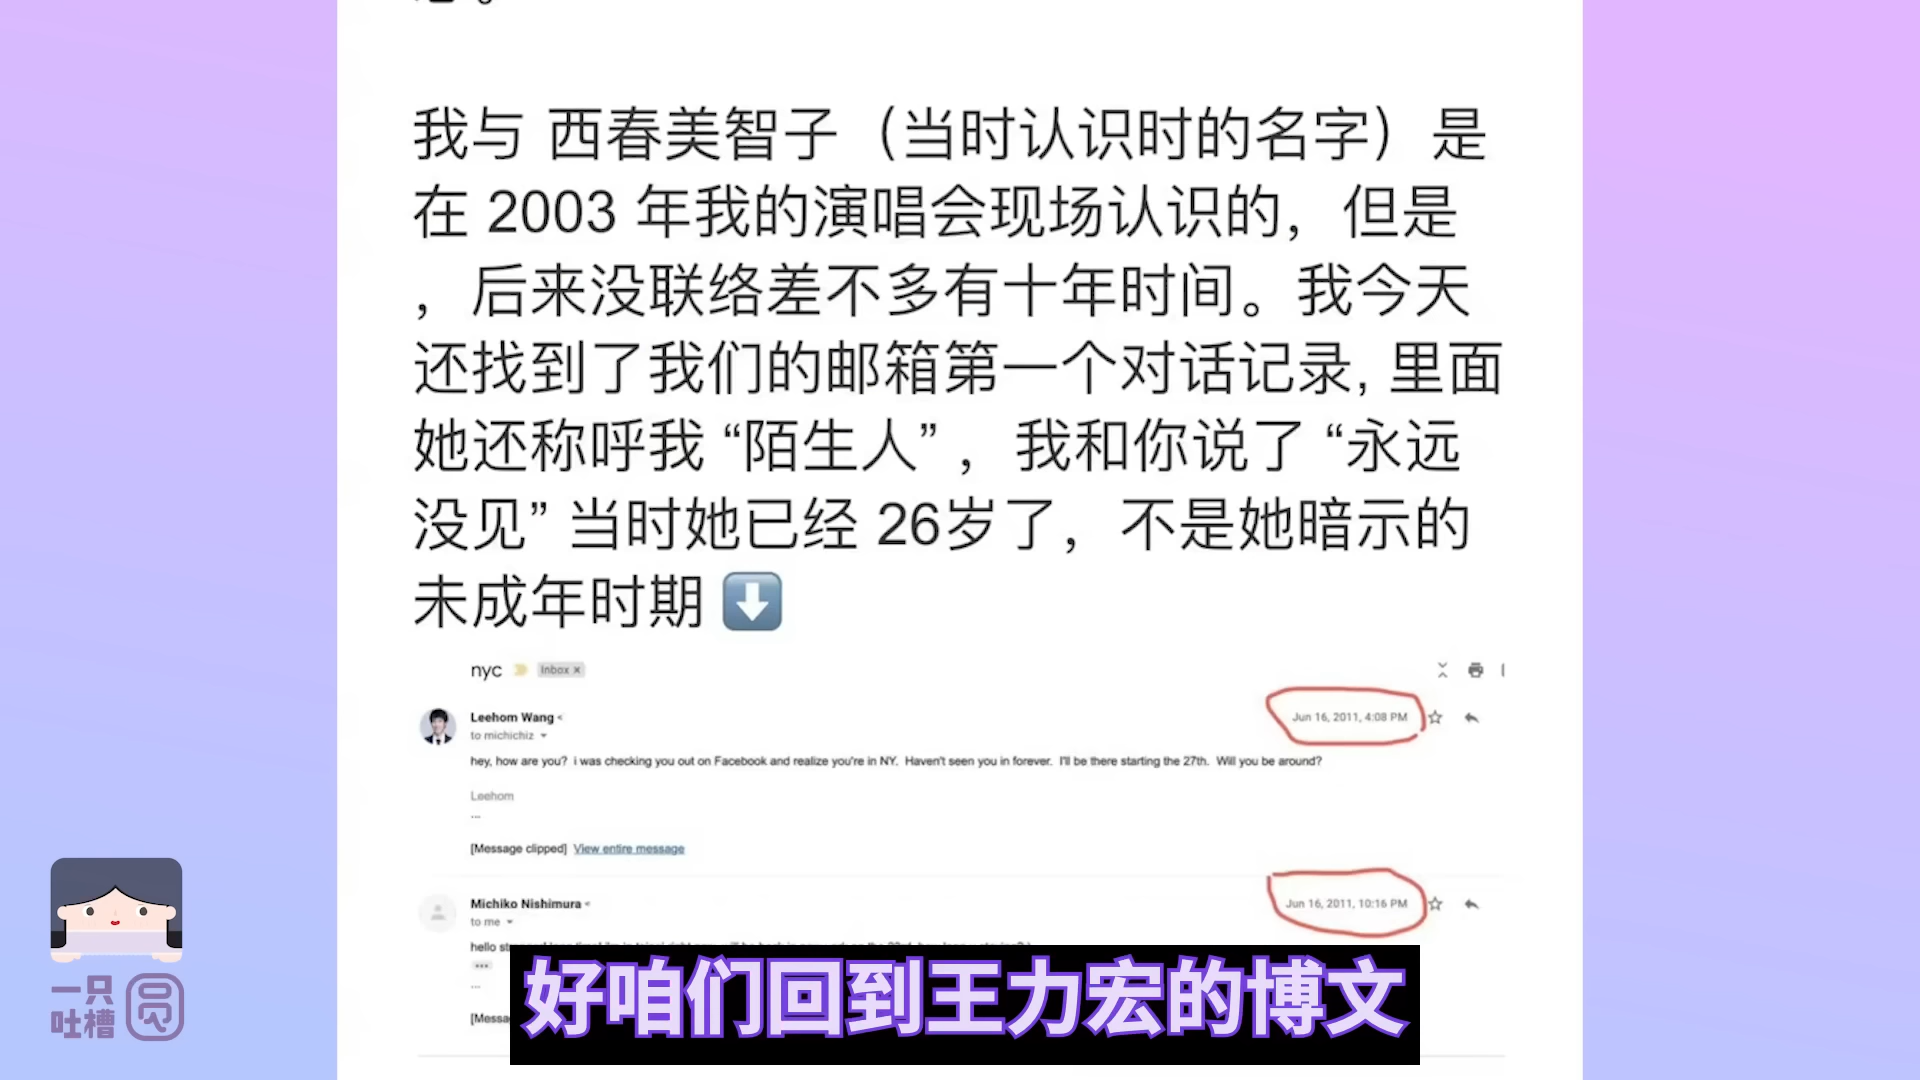 我与 西春美智子（当时认识时的名字）是
在 2003 年我的演唱会现场认识的，但是
，后来没联络差不多有十年时间。我今天
还找到了我们的邮箱第一个对话记录, 里面
她还称呼我 “陌生人” ，我和你说了 “永远
没见” 当时她已经 26岁了，不是她暗示的
未成年时期 ⬇️
nyc Inbox x
Leehom Wang <
Jun 16, 2011, 4:08 PM
to michichiz
hey, how are you? i was checking you out on Facebook and realize you're in NY. Haven't seen you in forever. I'll be there starting the 27th. Will you be around?
Leehom
...
[Message clipped] View entire message
Michiko Nishimura
Jun 16, 2011, 10:16 PM
to me
hello
...
[Messa
好咱们回到王力宏的博文
一只
吐槽
圆